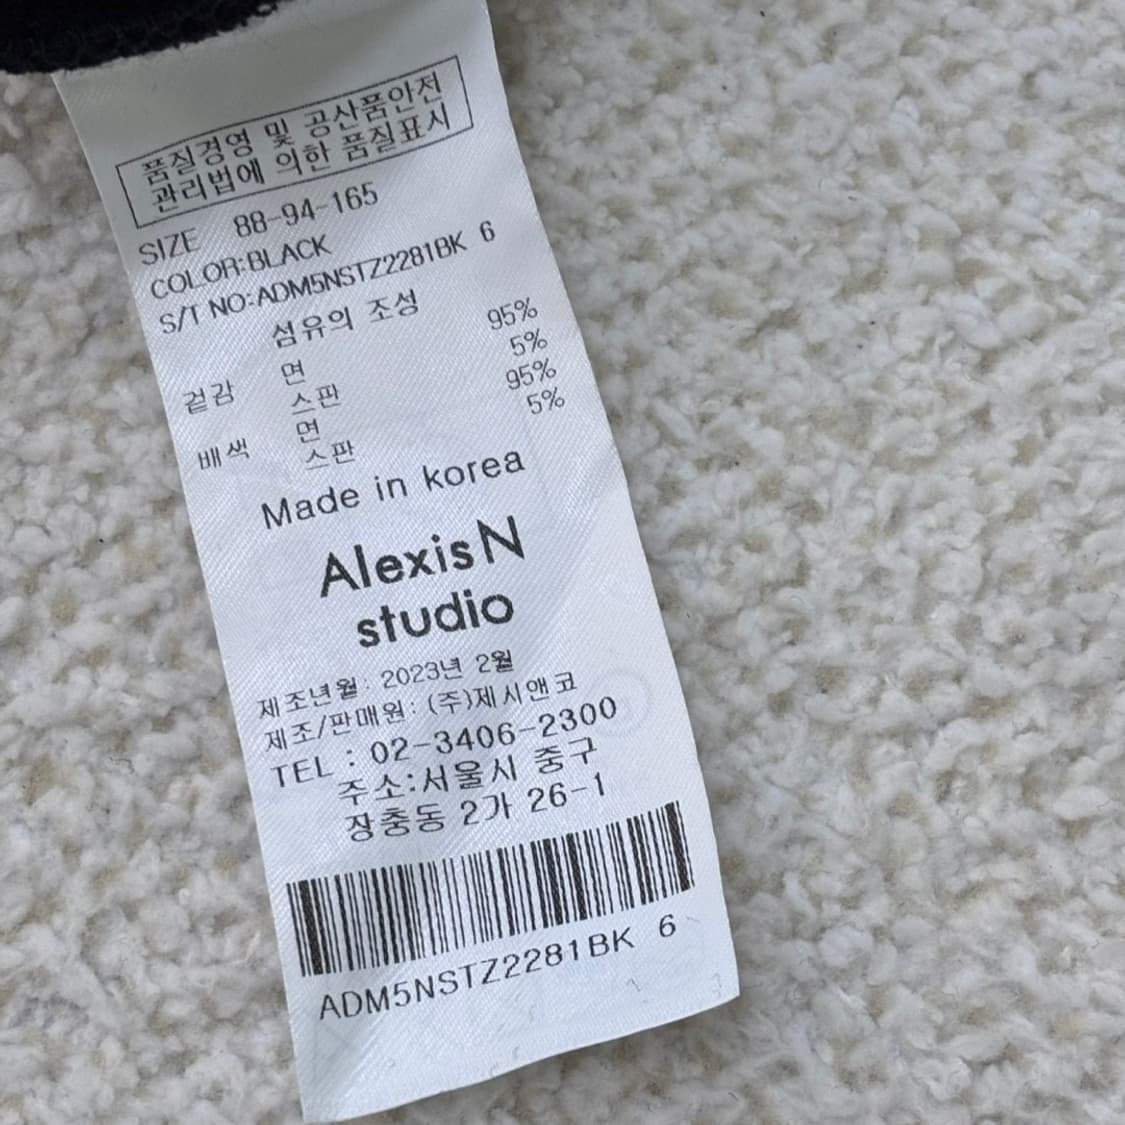 품질경영 및 공산품안전
관리법에 의한 품질표시
SIZE 88-94-165
COLOR:BLACK
S/T NO:ADM5NSTZ2281BK 6
섬유의 조성
겉감 면 95%
스판 5%
배색 면 95%
스판 5%
Made in korea
Alexis N
studio
제조년월: 2023년 2월
제조/판매원: (주)제시앤코
TEL : 02-3406-2300
주소:서울시 중구
장충동 2가 26-1
ADM5NSTZ2281BK 6